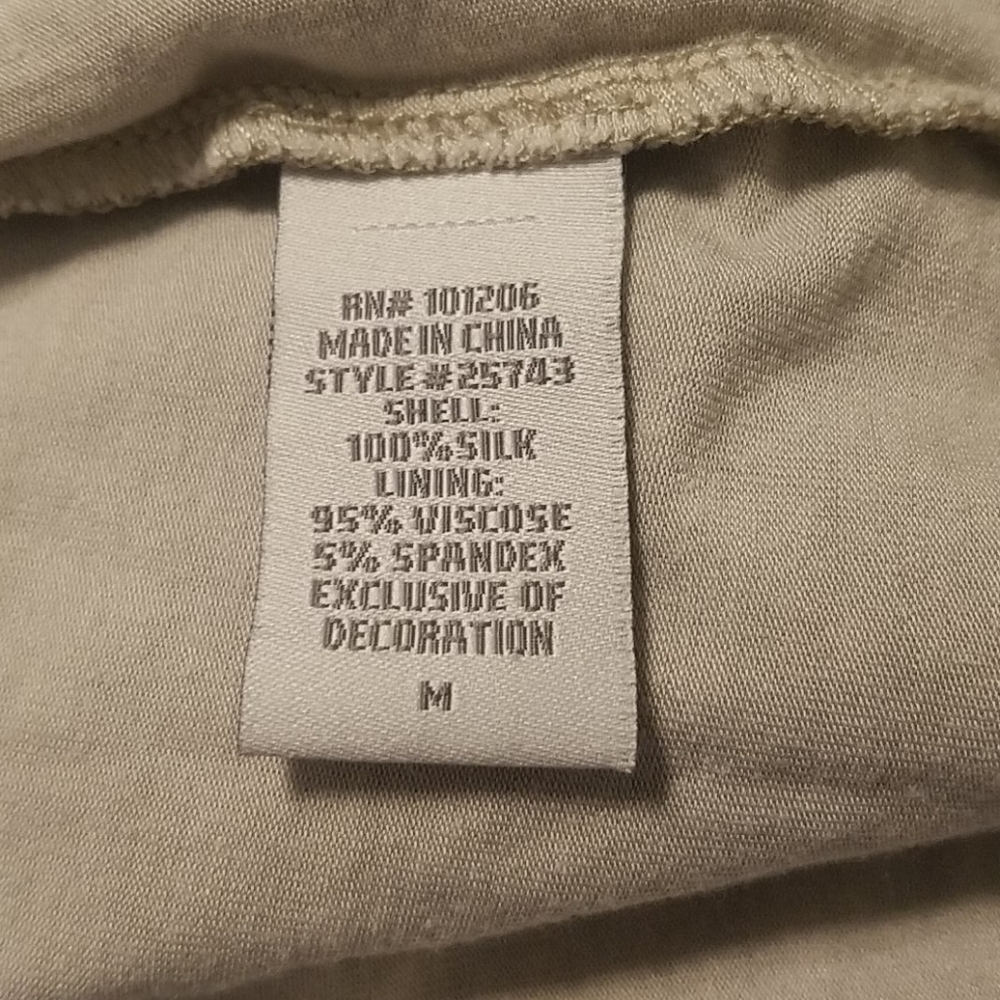 RN# 101206
MADE IN CHINA
STYLE #25743
SHELL:
100% SILK
LINING:
95% VISCOSE
5% SPANDEX
EXCLUSIVE OF
DECORATION
M